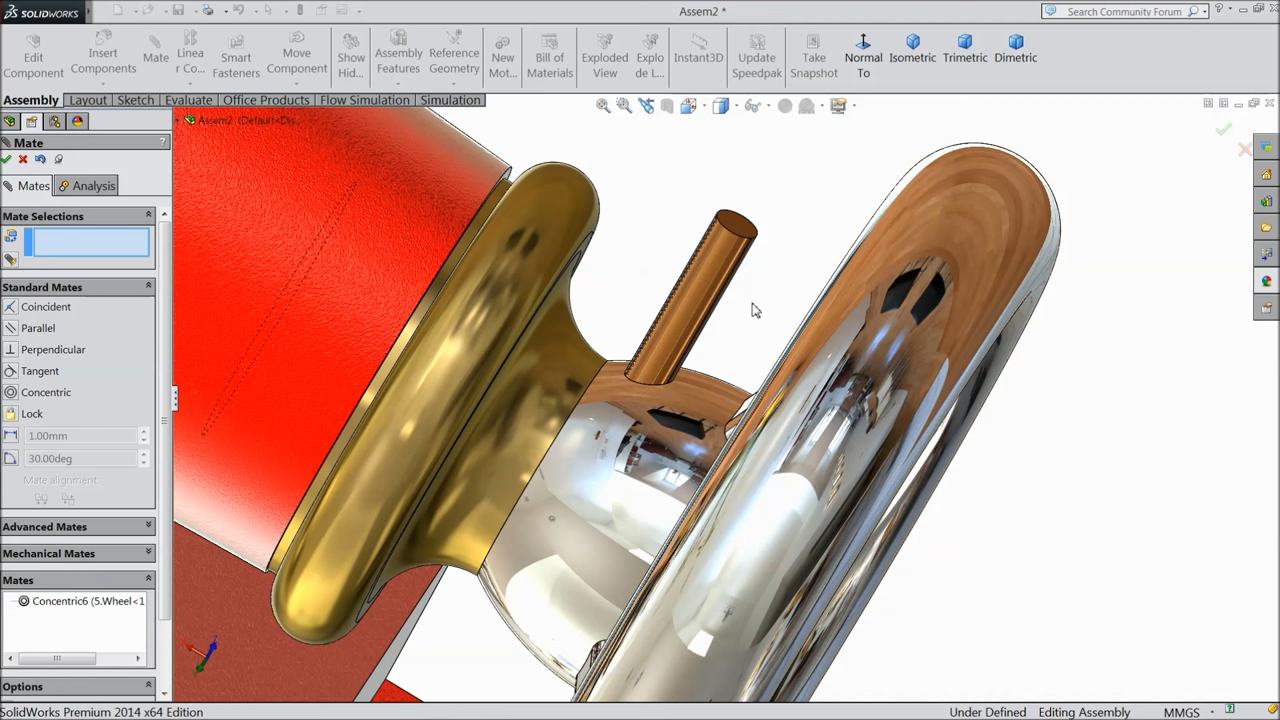 SOLIDWORKS
Assem2 *
Search Community Forum
Edit Component
Insert Components
Mate
Linea r Co...
Smart Fasteners
Move Component
Show Hid...
Assembly Features
Reference Geometry
New Mot...
Bill of Materials
Exploded View
Explo de L...
Instant3D
Update Speedpak
Take Snapshot
Normal To
Isometric
Trimetric
Dimetric
Assembly
Layout
Sketch
Evaluate
Office Products
Flow Simulation
Simulation
Assem2 (Default<Dis...
Mate
?
Mates
Analysis
Mate Selections
Standard Mates
Coincident
Parallel
Perpendicular
Tangent
Concentric
Lock
1.00mm
30.00deg
Mate alignment:
Advanced Mates
Mechanical Mates
Mates
Concentric6 (5.Wheel<1
Options
SolidWorks Premium 2014 x64 Edition
Under Defined
Editing Assembly
MMGS